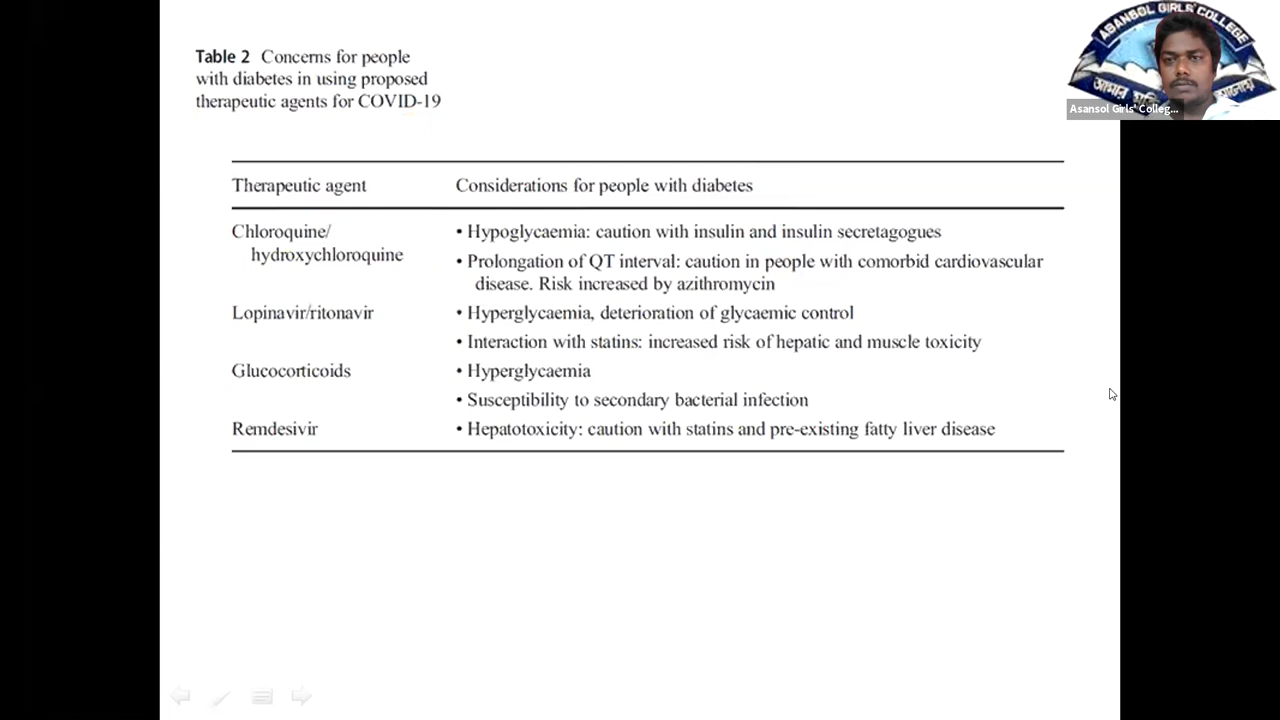 Table 2 Concerns for people
with diabetes in using proposed
therapeutic agents for COVID-19
ASANSOL GIRLS' COLLEGE
আমার
Asansol Girls' Colleg...
Therapeutic agent Considerations for people with diabetes
Chloroquine/ • Hypoglycaemia: caution with insulin and insulin secretagogues
hydroxychloroquine
• Prolongation of QT interval: caution in people with comorbid cardiovascular
disease. Risk increased by azithromycin
Lopinavir/ritonavir • Hyperglycaemia, deterioration of glycaemic control
• Interaction with statins: increased risk of hepatic and muscle toxicity
Glucocorticoids • Hyperglycaemia
• Susceptibility to secondary bacterial infection
Remdesivir • Hepatotoxicity: caution with statins and pre-existing fatty liver disease